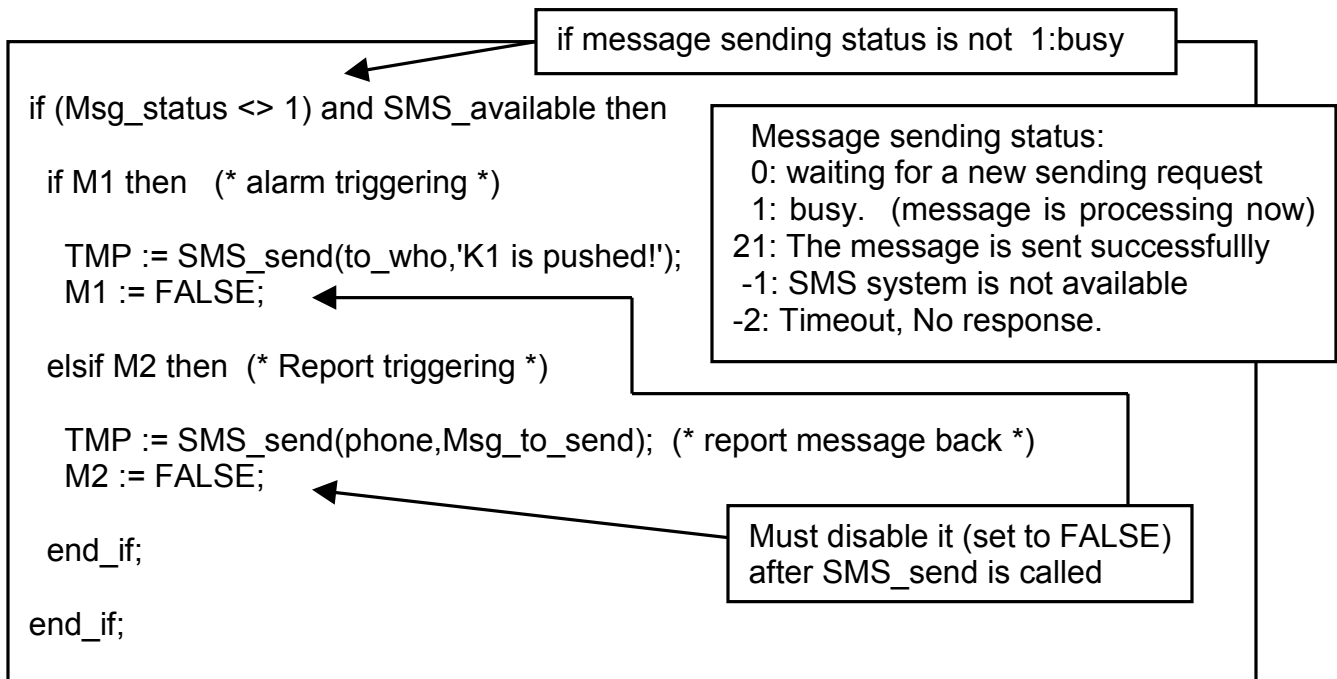 if message sending status is not  1:busy
if (Msg_status <> 1) and SMS_available then
Message sending status:
0: waiting for a new sending request
1: busy.  (message is processing now)
21: The message is sent successfullly
-1: SMS system is not available
-2: Timeout, No response.
if M1 then   (* alarm triggering *)
TMP := SMS_send(to_who,'K1 is pushed!');
M1 := FALSE;
elsif M2 then  (* Report triggering *)
TMP := SMS_send(phone,Msg_to_send);  (* report message back *)
M2 := FALSE;
Must disable it (set to FALSE)
after SMS_send is called
end_if;
end_if;